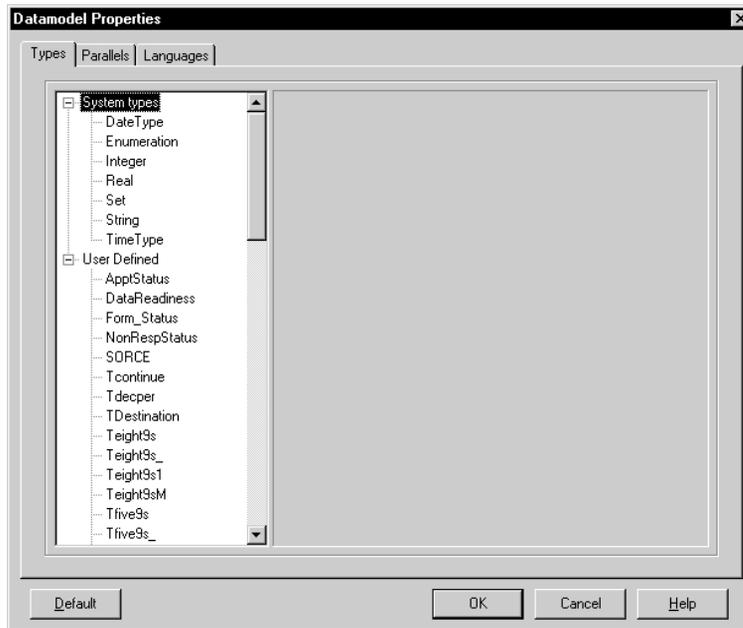 Datamodel Properties
Types Parallels Languages
System types
DateType
Enumeration
Integer
Real
Set
String
TimeType
User Defined
ApptStatus
DataReadiness
Form_Status
NonRespStatus
SORCE
Tcontinue
Tdecper
TDestination
Teight9s
Teight9s_
Teight9s1
Teight9sM
Tfive9s
Tfive9s_
Default OK Cancel Help